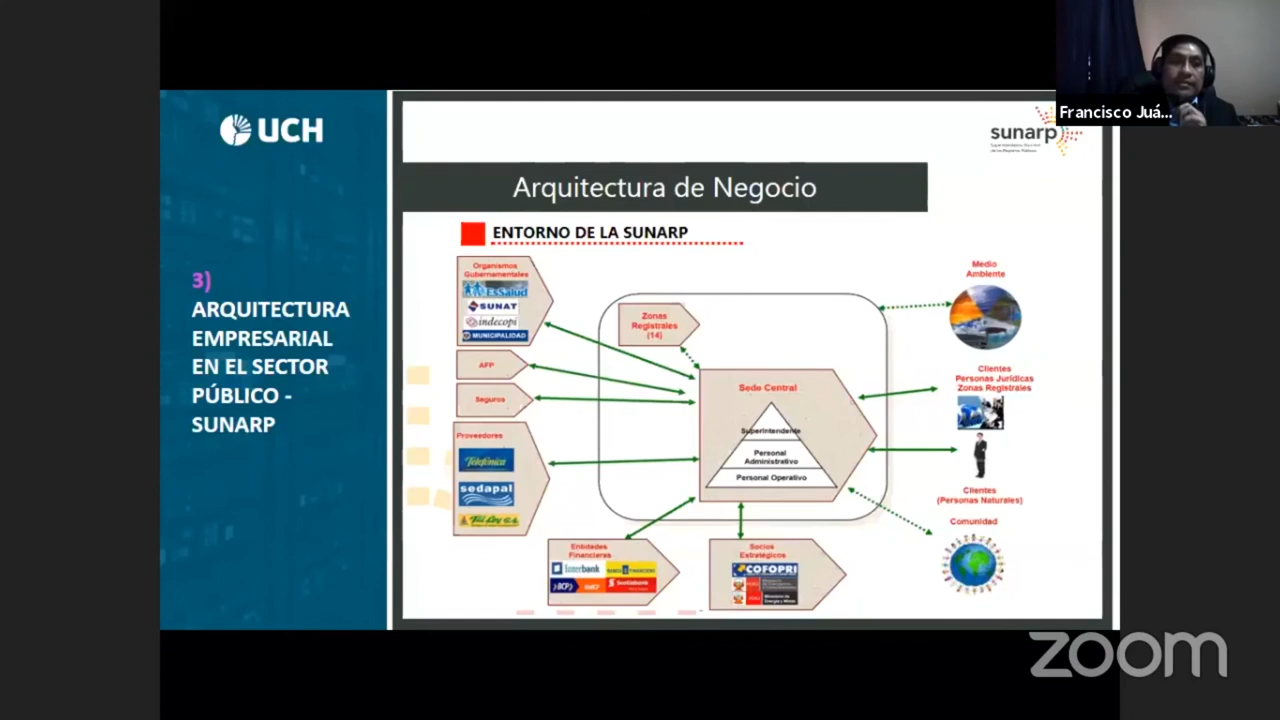 Francisco Juá...
UCH
sunarp
Arquitectura de Negocio
ENTORNO DE LA SUNARP
3)
ARQUITECTURA
EMPRESARIAL
EN EL SECTOR
PÚBLICO -
SUNARP
Organismos
Gubernamentales
EsSalud
SUNAT
indecopi
MUNICIPALIDAD
AFP
Seguros
Proveedores
Telefónica
sedapal
Zonas
Registrales
(14)
Sede Central
Superintendente
Personal
Administrativo
Personal Operativo
Medio
Ambiente
Clientes
Personas Jurídicas
Zonas Registrales
Clientes
(Personas Naturales)
Comunidad
Entidades
Financieras
Interbank
BCP
Scotiabank
Socios
Estratégicos
COFOPRI
zoom